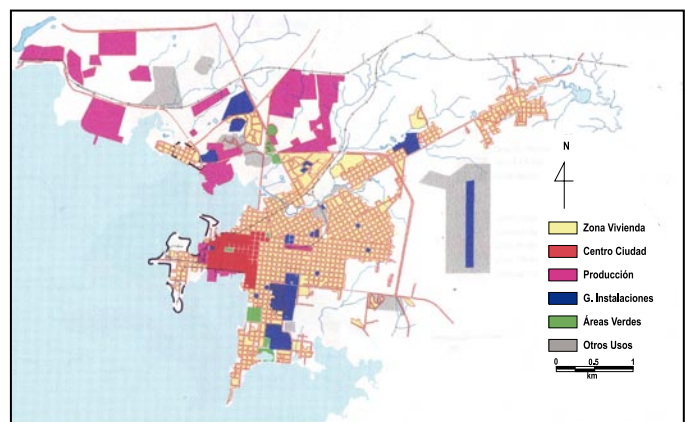 N
Zona Vivienda
Centro Ciudad
Producción
G. Instalaciones
Áreas Verdes
Otros Usos
0 0.5 1
km